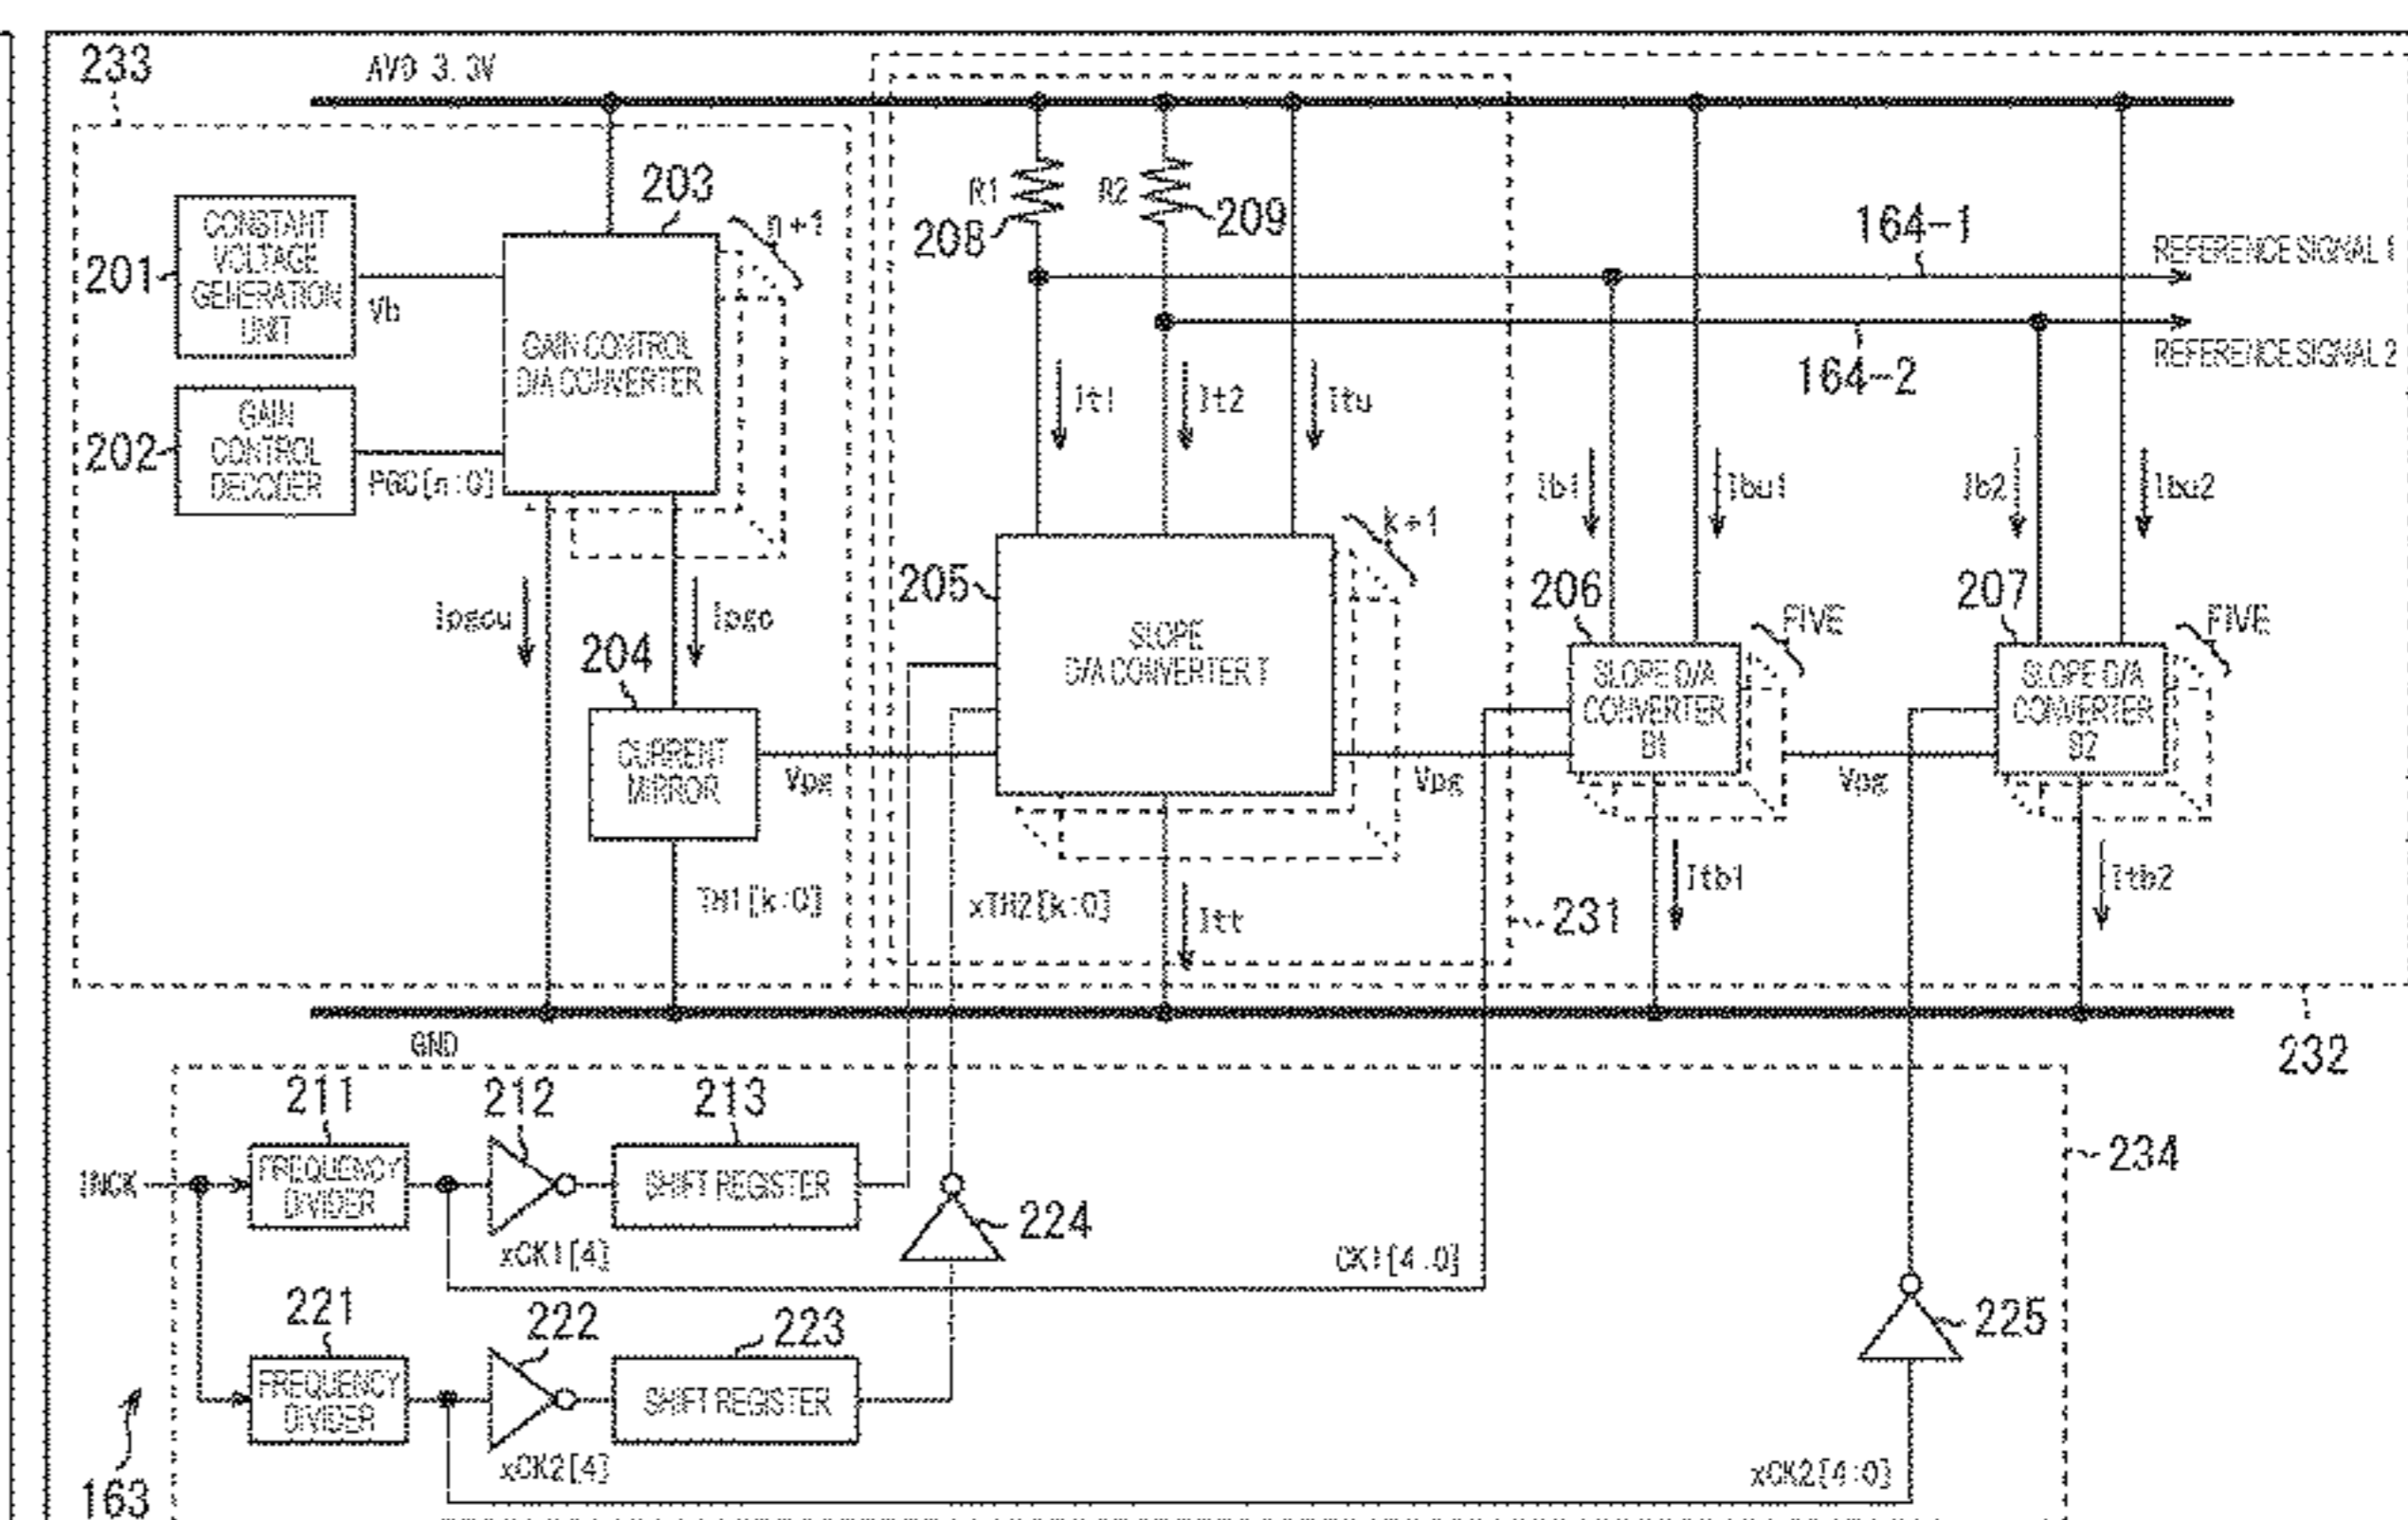 233
AVD 3.3V
203
n+1
201
CONSTANT
VOLTAGE
GENERATION
UNIT
Vb
GAIN CONTROL
D/A CONVERTER
202
GAIN
CONTROL
DECODER
PGC[n:0]
R1
208
R2
209
164-1
REFERENCE SIGNAL 1
164-2
REFERENCE SIGNAL 2
It1
It2
Itu
Ib1
Ibu1
Ib2
Ibu2
Ipgcu
Ipgc
204
CURRENT
MIRROR
Vpg
205
SLOPE
D/A CONVERTER T
k+1
Vpg
206
FIVE
SLOPE D/A
CONVERTER
B1
Vpg
207
FIVE
SLOPE D/A
CONVERTER
B2
TH1[k:0]
xTH2[k:0]
Itt
231
Itb1
Itb2
GND
232
211
212
213
234
INCK
FREQUENCY
DIVIDER
SHIFT REGISTER
xCK1[4]
224
CK1[4:0]
221
222
223
225
FREQUENCY
DIVIDER
SHIFT REGISTER
xCK2[4]
xCK2[4:0]
163